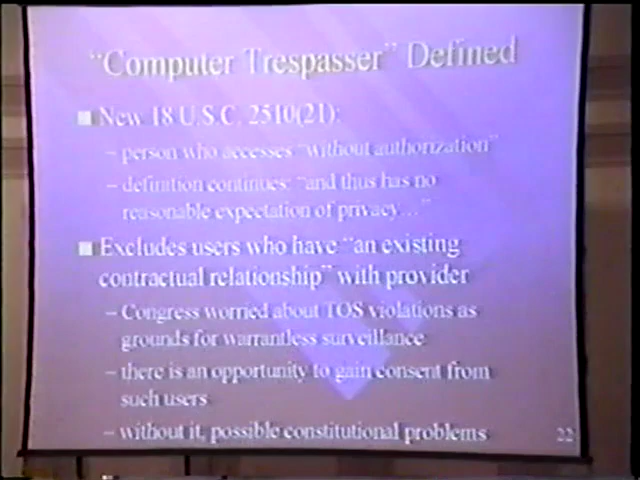 “Computer Trespasser” Defined
■ New 18 U.S.C. 2510(21):
– person who accesses “without authorization”
– definition continues: “and thus has no
reasonable expectation of privacy…”
■ Excludes users who have “an existing
contractual relationship” with provider
– Congress worried about TOS violations as
grounds for warrantless surveillance
– there is an opportunity to gain consent from
such users
– without it, possible constitutional problems
22